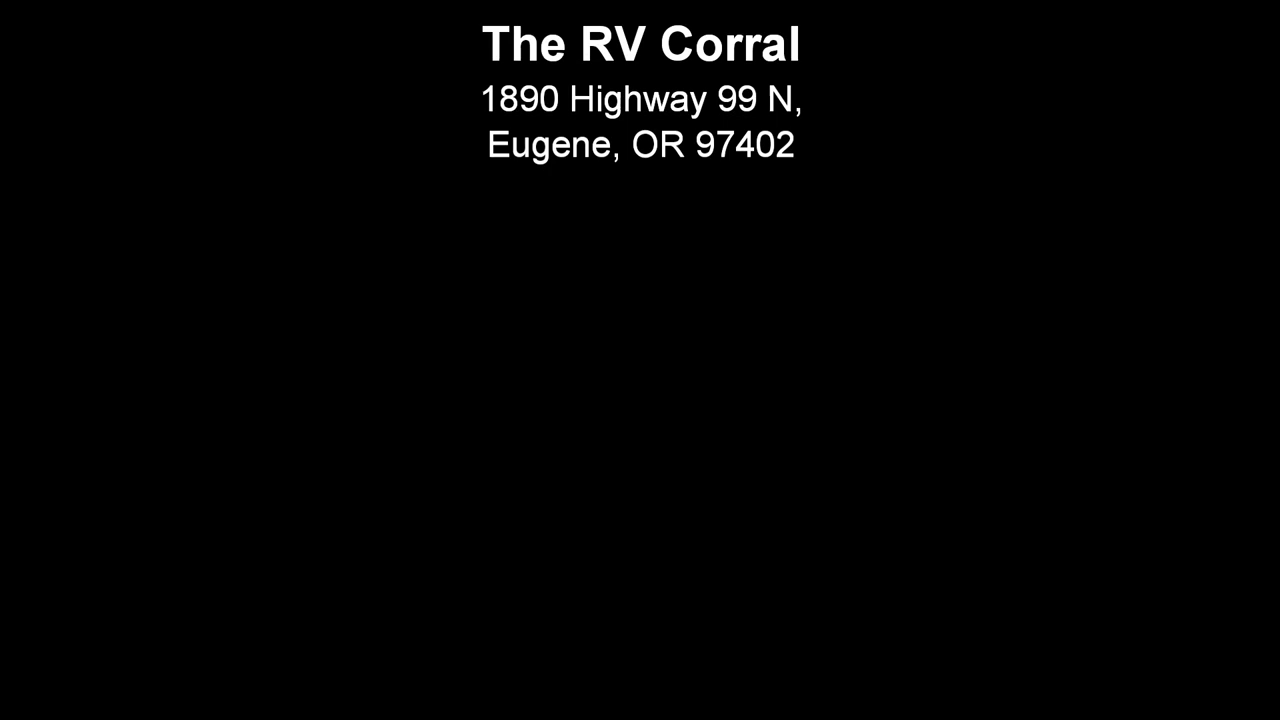 The RV Corral
1890 Highway 99 N,
Eugene, OR 97402